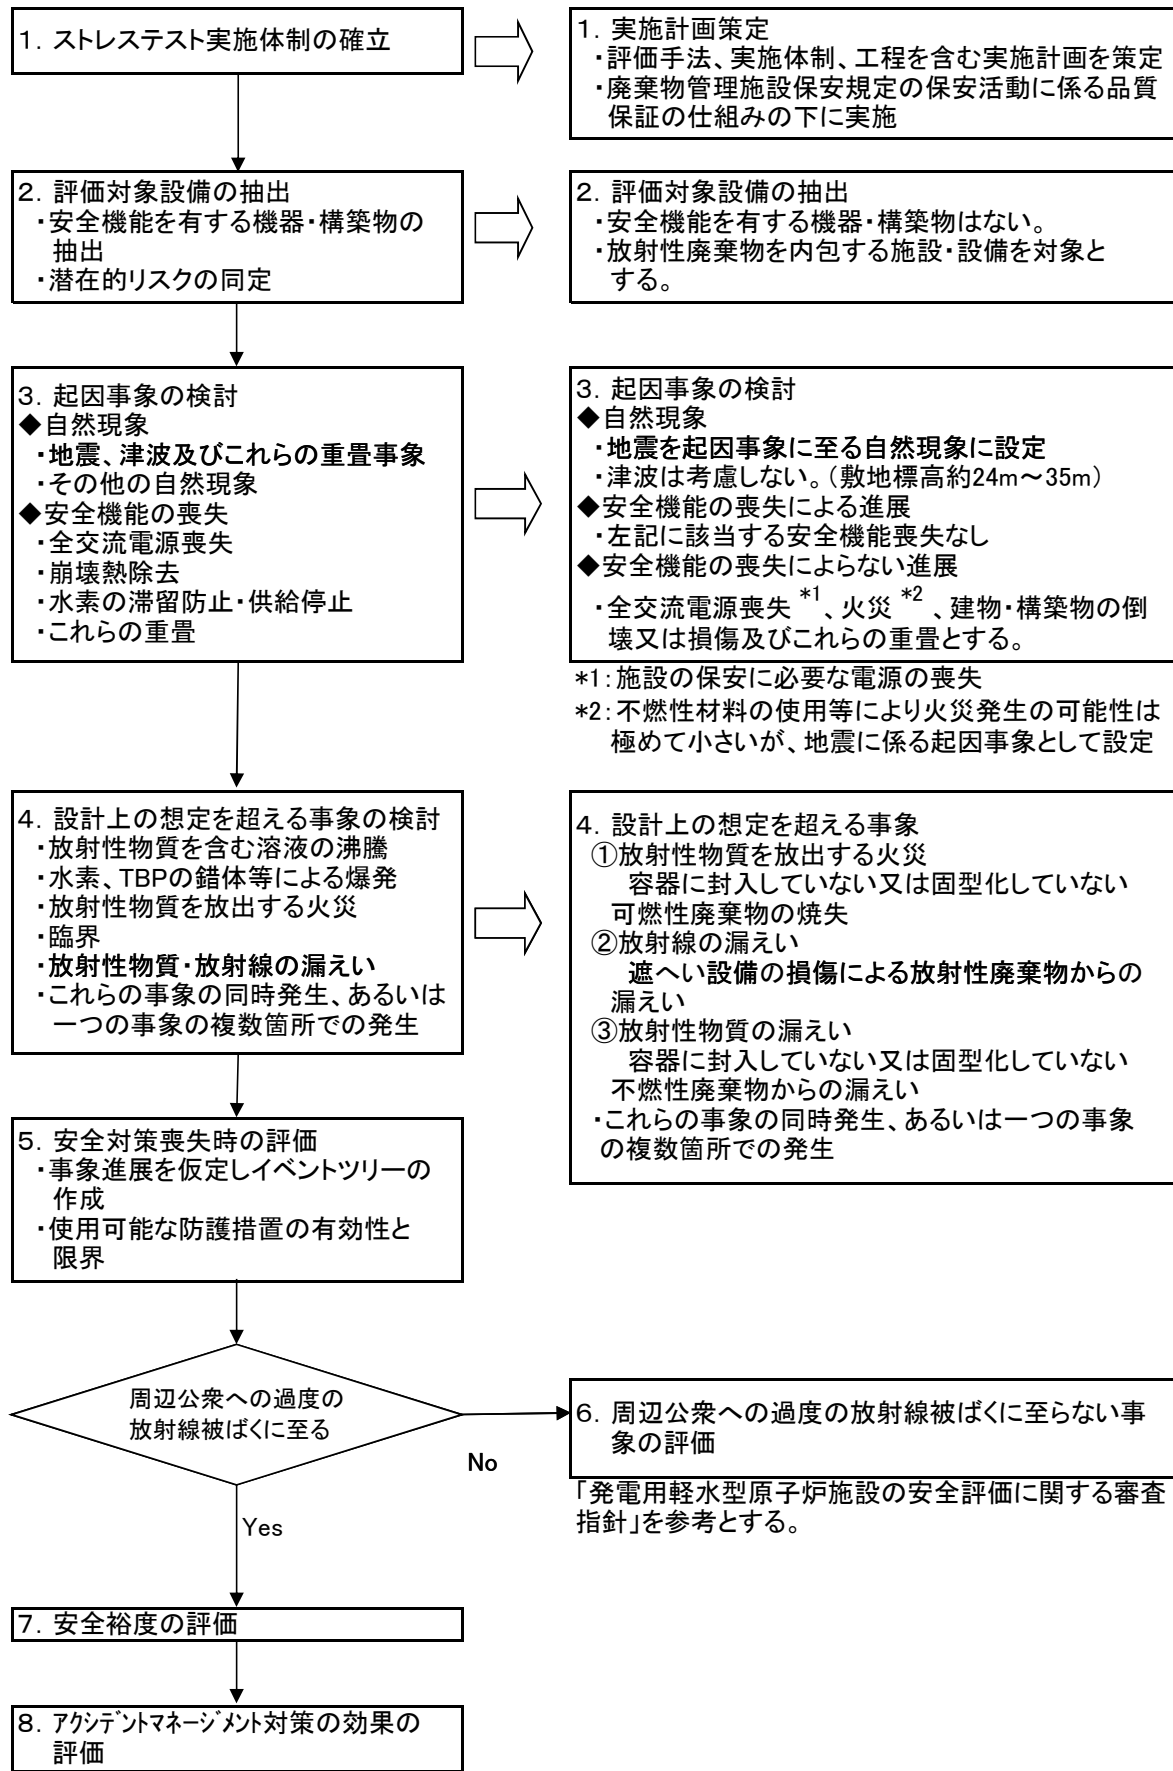 1．ストレステスト実施体制の確立
1．実施計画策定
・評価手法、実施体制、工程を含む実施計画を策定
・廃棄物管理施設保安規定の保安活動に係る品質
保証の仕組みの下に実施
2．評価対象設備の抽出
・安全機能を有する機器・構築物の
抽出
・潜在的リスクの同定
2．評価対象設備の抽出
・安全機能を有する機器・構築物はない。
・放射性廃棄物を内包する施設・設備を対象と
する。
3．起因事象の検討
◆自然現象
・地震、津波及びこれらの重畳事象
・その他の自然現象
◆安全機能の喪失
・全交流電源喪失
・崩壊熱除去
・水素の滞留防止・供給停止
・これらの重畳
3．起因事象の検討
◆自然現象
・地震を起因事象に至る自然現象に設定
・津波は考慮しない。（敷地標高約24m～35m）
◆安全機能の喪失による進展
・左記に該当する安全機能喪失なし
◆安全機能の喪失によらない進展
・全交流電源喪失 *1、火災 *2 、建物・構築物の倒
壊又は損傷及びこれらの重畳とする。
*1：施設の保安に必要な電源の喪失
*2：不燃性材料の使用等により火災発生の可能性は
極めて小さいが、地震に係る起因事象として設定
4．設計上の想定を超える事象の検討
・放射性物質を含む溶液の沸騰
・水素、TBPの錯体等による爆発
・放射性物質を放出する火災
・臨界
・放射性物質・放射線の漏えい
・これらの事象の同時発生、あるいは
一つの事象の複数箇所での発生
4．設計上の想定を超える事象
①放射性物質を放出する火災
容器に封入していない又は固型化していない
可燃性廃棄物の焼失
②放射線の漏えい
遮へい設備の損傷による放射性廃棄物からの
漏えい
③放射性物質の漏えい
容器に封入していない又は固型化していない
不燃性廃棄物からの漏えい
・これらの事象の同時発生、あるいは一つの事象
の複数箇所での発生
5．安全対策喪失時の評価
・事象進展を仮定しイベントツリーの
作成
・使用可能な防護措置の有効性と
限界
周辺公衆への過度の
放射線被ばくに至る
No
6．周辺公衆への過度の放射線被ばくに至らない事
象の評価
「発電用軽水型原子炉施設の安全評価に関する審査
指針」を参考とする。
Yes
7．安全裕度の評価
8．ｱｸｼﾃﾞﾝﾄﾏﾈｰｼﾞﾒﾝﾄ対策の効果の
評価